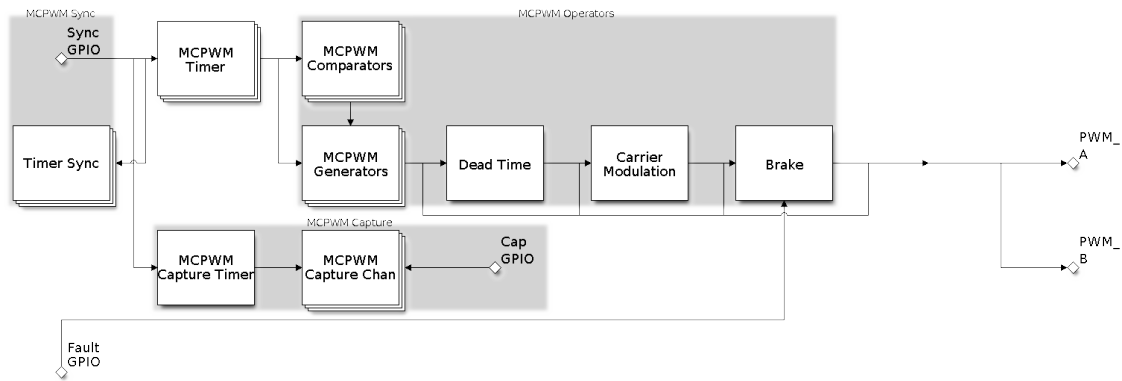 MCPWM Sync
MCPWM Operators
Sync
GPIO
MCPWM
Timer
MCPWM
Comparators
Timer Sync
MCPWM
Generators
Dead Time
Carrier
Modulation
Brake
PWM_
A
MCPWM Capture
MCPWM
Capture Timer
MCPWM
Capture Chan
Cap
GPIO
PWM_
B
Fault
GPIO